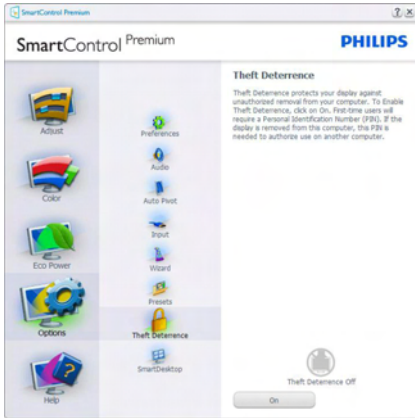 SmartControl Premium
SmartControl Premium
PHILIPS
Adjust
Color
Eco Power
Options
Help
Preferences
Audio
Auto Pivot
Input
Wizard
Presets
Theft Deterrence
SmartDesktop
Theft Deterrence
Theft Deterrence protects your deplay against
unauthorized removal from your computer. To Enable
Theft Deterrence, click on On. First-time users will
require a Personal Identification Number (PIN). If the
deplay is removed from this computer, this PIN is
needed to authorize use on another computer.
Theft Deterrence Off
On